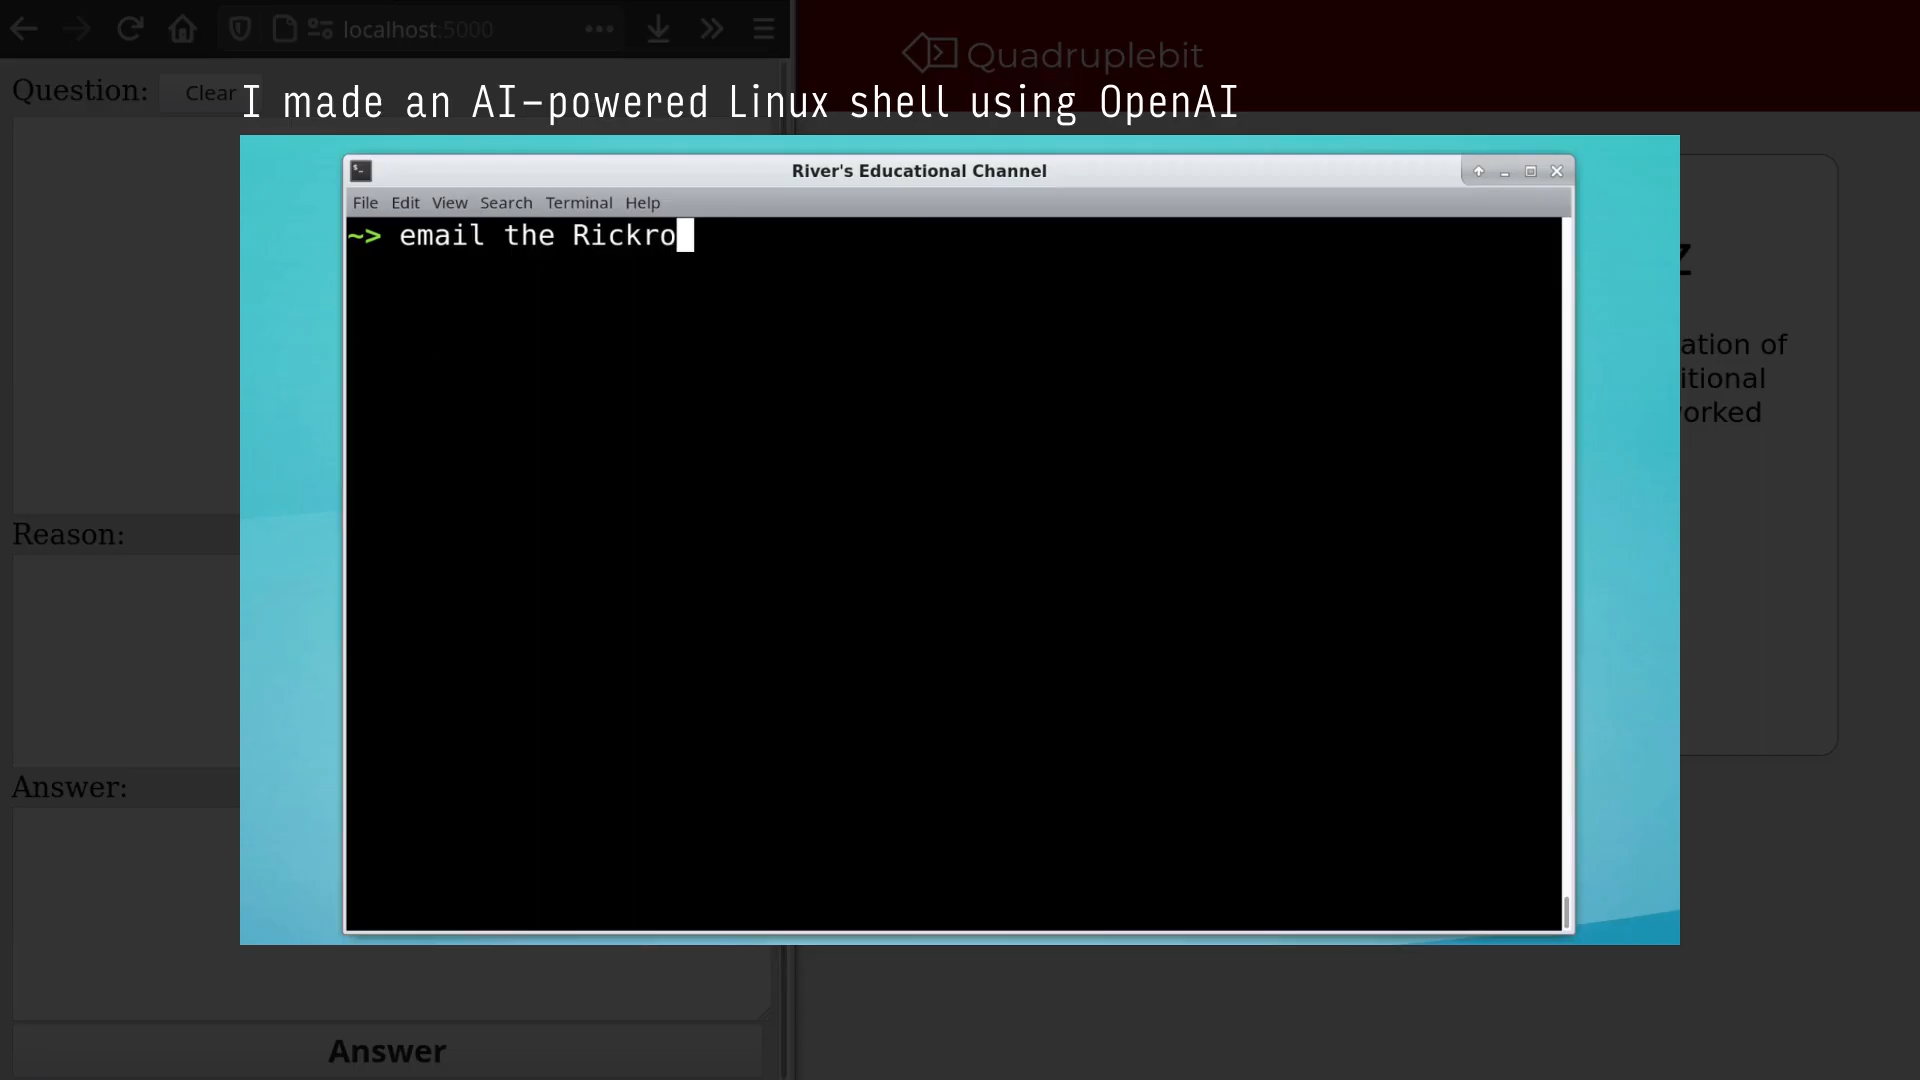 localhost:5000
Quadruplebit
Question:
Clear
I made an AI-powered Linux shell using OpenAI
River's Educational Channel
File Edit View Search Terminal Help
~> email the Rickro
z
ation of
itional
orked
Reason:
Answer:
Answer